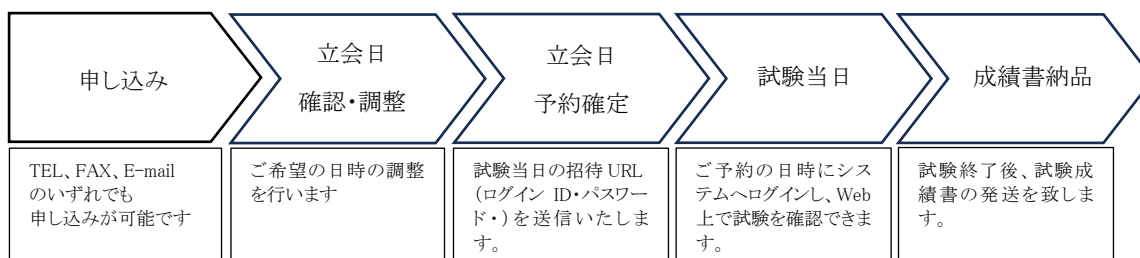 申し込み
立会日
確認・調整
立会日
予約確定
試験当日
成績書納品
TEL、FAX、E-mail
のいずれでも
申し込みが可能です
ご希望の日時の調整
を行います
試験当日の招待 URL
(ログイン ID・パスワー
ド・)を送信いたしま
す。
ご予約の日時にシス
テムへログインし、Web
上で試験を確認できま
す。
試験終了後、試験成
績書の発送を致しま
す。